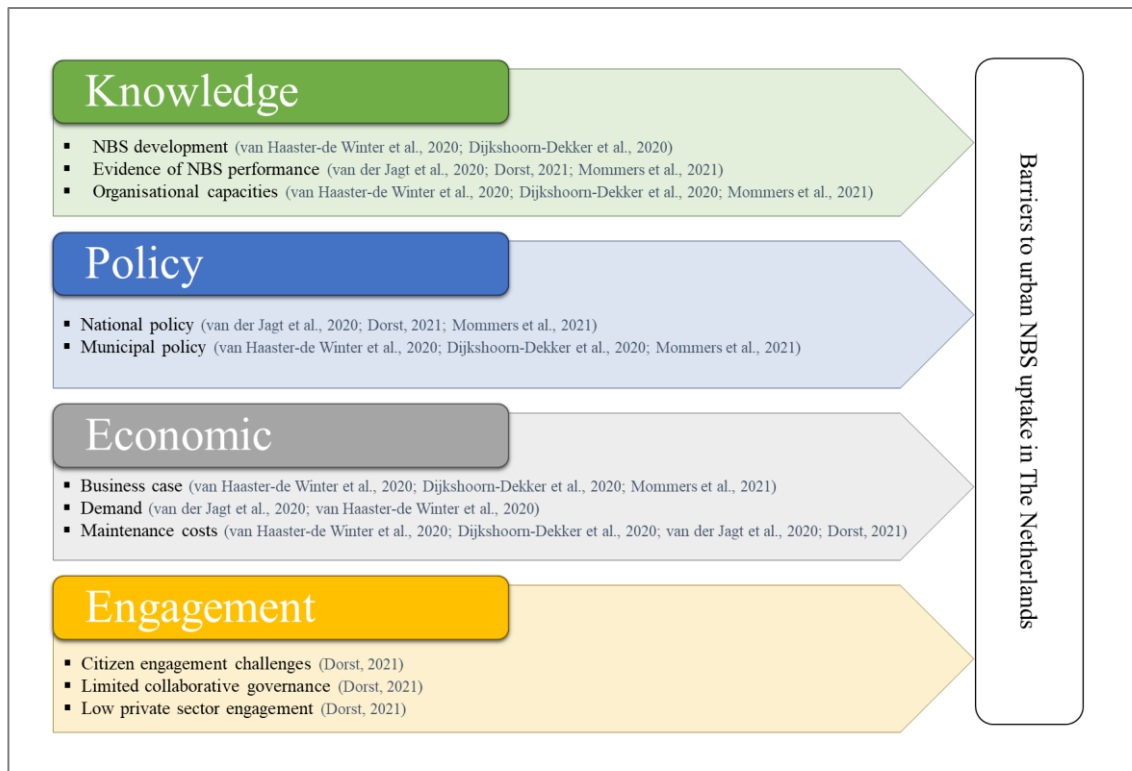 Knowledge
▪ NBS development (van Haaster-de Winter et al., 2020; Dijkshoorn-Dekker et al., 2020)
▪ Evidence of NBS performance (van der Jagt et al., 2020; Dorst, 2021; Mommers et al., 2021)
▪ Organisational capacities (van Haaster-de Winter et al., 2020; Dijkshoorn-Dekker et al., 2020; Mommers et al., 2021)
Policy
▪ National policy (van der Jagt et al., 2020; Dorst, 2021; Mommers et al., 2021)
▪ Municipal policy (van Haaster-de Winter et al., 2020; Dijkshoorn-Dekker et al., 2020; Mommers et al., 2021)
Economic
▪ Business case (van Haaster-de Winter et al., 2020; Dijkshoorn-Dekker et al., 2020; Mommers et al., 2021)
▪ Demand (van der Jagt et al., 2020; van Haaster-de Winter et al., 2020)
▪ Maintenance costs (van Haaster-de Winter et al., 2020; Dijkshoorn-Dekker et al., 2020; van der Jagt et al., 2020; Dorst, 2021)
Engagement
▪ Citizen engagement challenges (Dorst, 2021)
▪ Limited collaborative governance (Dorst, 2021)
▪ Low private sector engagement (Dorst, 2021)
Barriers to urban NBS uptake in The Netherlands